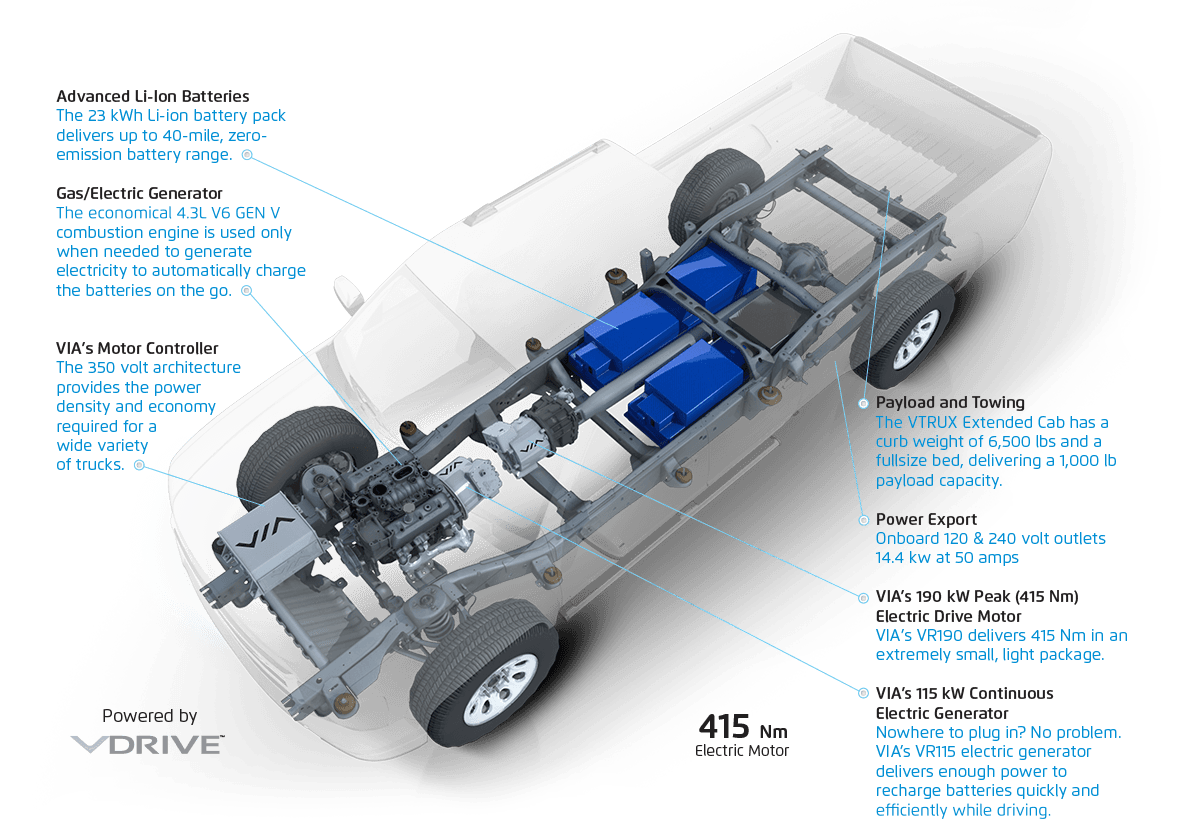 Advanced Li-Ion Batteries
The 23 kWh Li-ion battery pack
delivers up to 40-mile, zero-
emission battery range.
Gas/Electric Generator
The economical 4.3L V6 GEN V
combustion engine is used only
when needed to generate
electricity to automatically charge
the batteries on the go.
VIA's Motor Controller
The 350 volt architecture
provides the power
density and economy
required for a
wide variety
of trucks.
VIA
VIA
VIA
Payload and Towing
The VTRUX Extended Cab has a
curb weight of 6,500 lbs and a
fullsize bed, delivering a 1,000 lb
payload capacity.
Power Export
Onboard 120 & 240 volt outlets
14.4 kw at 50 amps
VIA's 190 kW Peak (415 Nm)
Electric Drive Motor
VIA's VR190 delivers 415 Nm in an
extremely small, light package.
VIA's 115 kW Continuous
Electric Generator
Nowhere to plug in? No problem.
VIA's VR115 electric generator
delivers enough power to
recharge batteries quickly and
efficiently while driving.
Powered by
VDRIVE™
415 Nm
Electric Motor